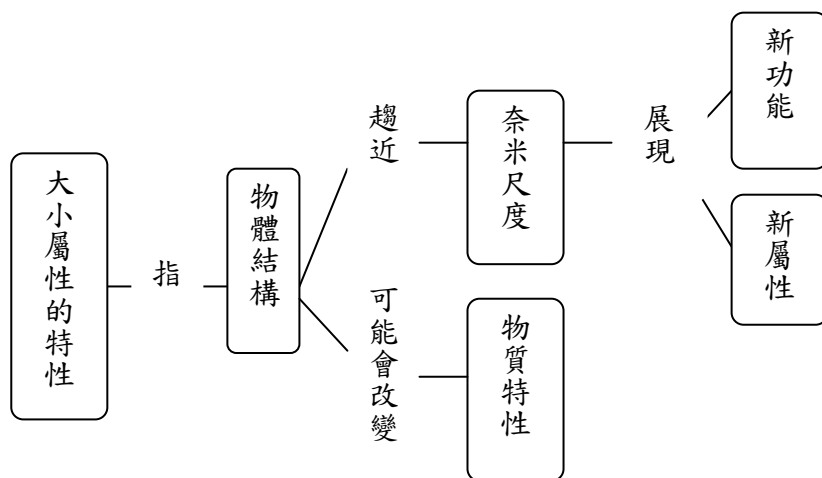 大小屬性的特性
指
物體結構
趨近
奈米尺度
展現
新功能
新屬性
可能會改變
物質特性